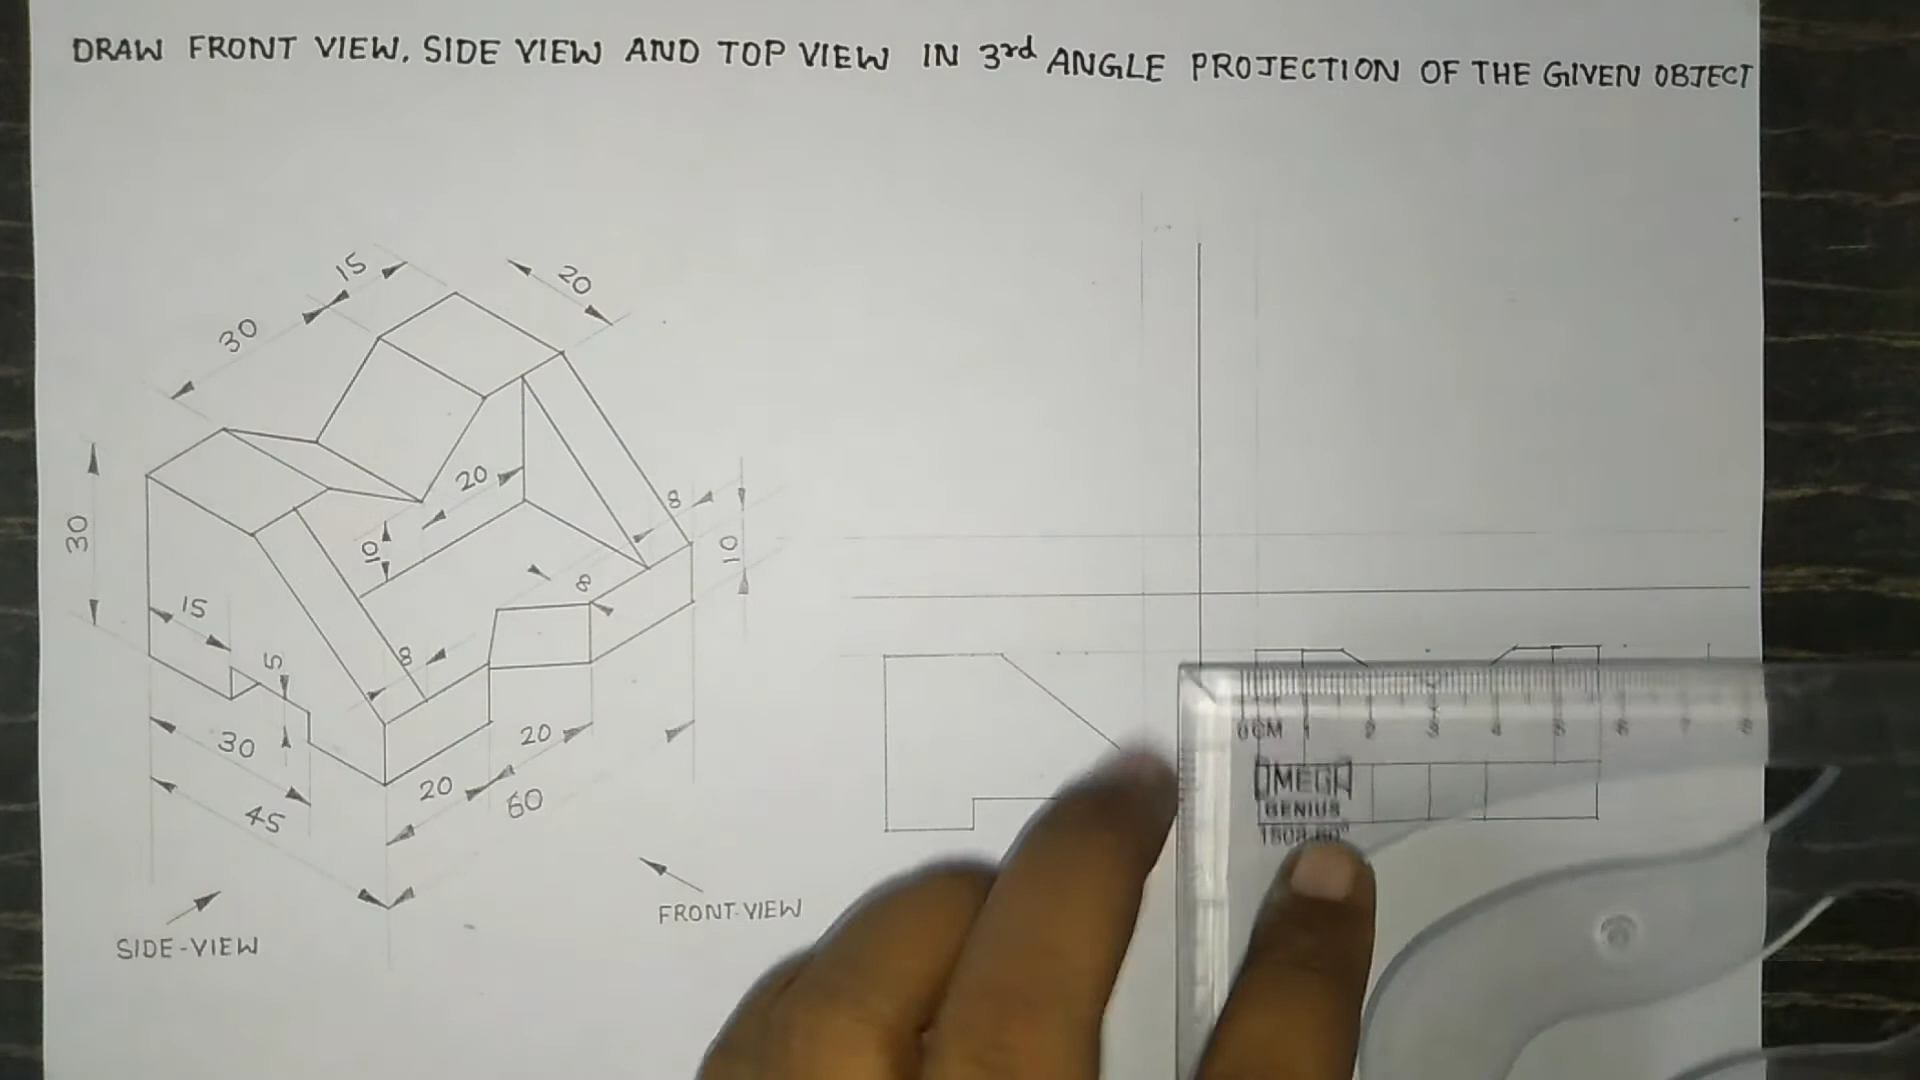 DRAW FRONT VIEW, SIDE VIEW AND TOP VIEW IN 3rd ANGLE PROJECTION OF THE GIVEN OBJECT
15
20
30
20
8
30
10
10
8
15
5
8
30
20
45
20
60
FRONT-VIEW
SIDE-VIEW
0CM 1 2 3 4 5 6 7 8
OMEGA
GENIUS